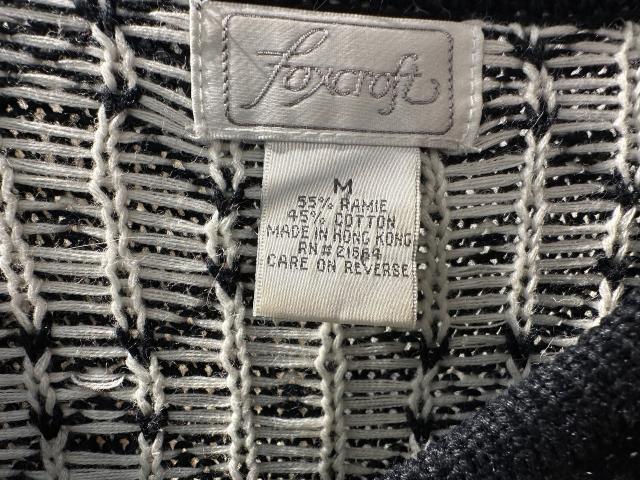 Foxcroft
M
55% RAMIE
45% COTTON
MADE IN HONG KONG
RN # 21564
CARE ON REVERSE